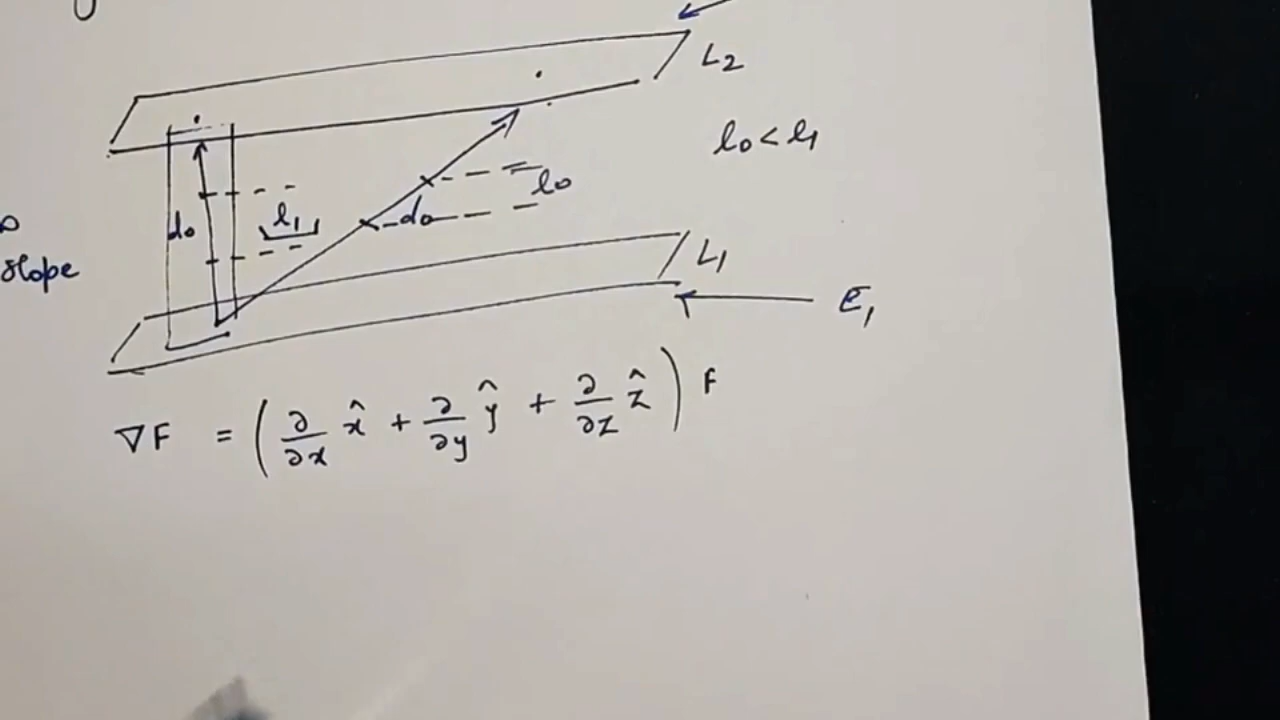 L2
l0 < l1
l0
d0
l1
d0
slope
L1
E1
∇F = ( ∂/∂x x̂ + ∂/∂y ŷ + ∂/∂z ẑ ) F